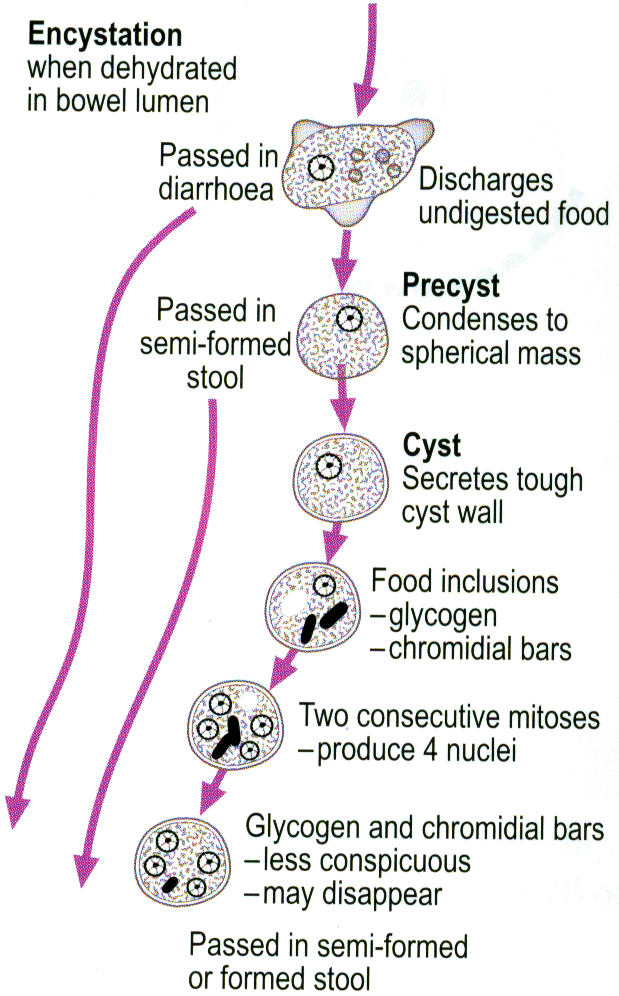 Encystation
when dehydrated
in bowel lumen
Passed in
diarrhoea
Discharges
undigested food
Precyst
Condenses to
spherical mass
Passed in
semi-formed
stool
Cyst
Secretes tough
cyst wall
Food inclusions
–glycogen
–chromidial bars
Two consecutive mitoses
–produce 4 nuclei
Glycogen and chromidial bars
–less conspicuous
–may disappear
Passed in semi-formed
or formed stool